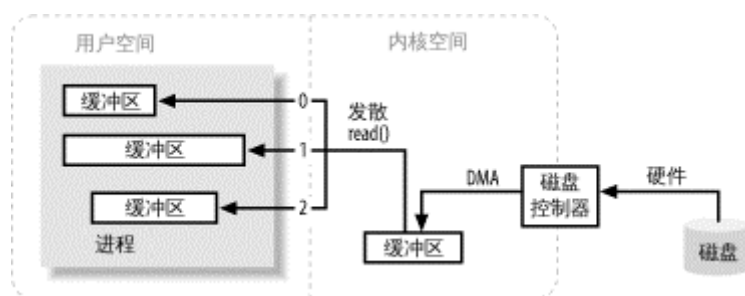 用户空间
内核空间
缓冲区
0
发散
read()
缓冲区
1
DMA
磁盘
控制器
硬件
缓冲区
2
进程
缓冲区
磁盘